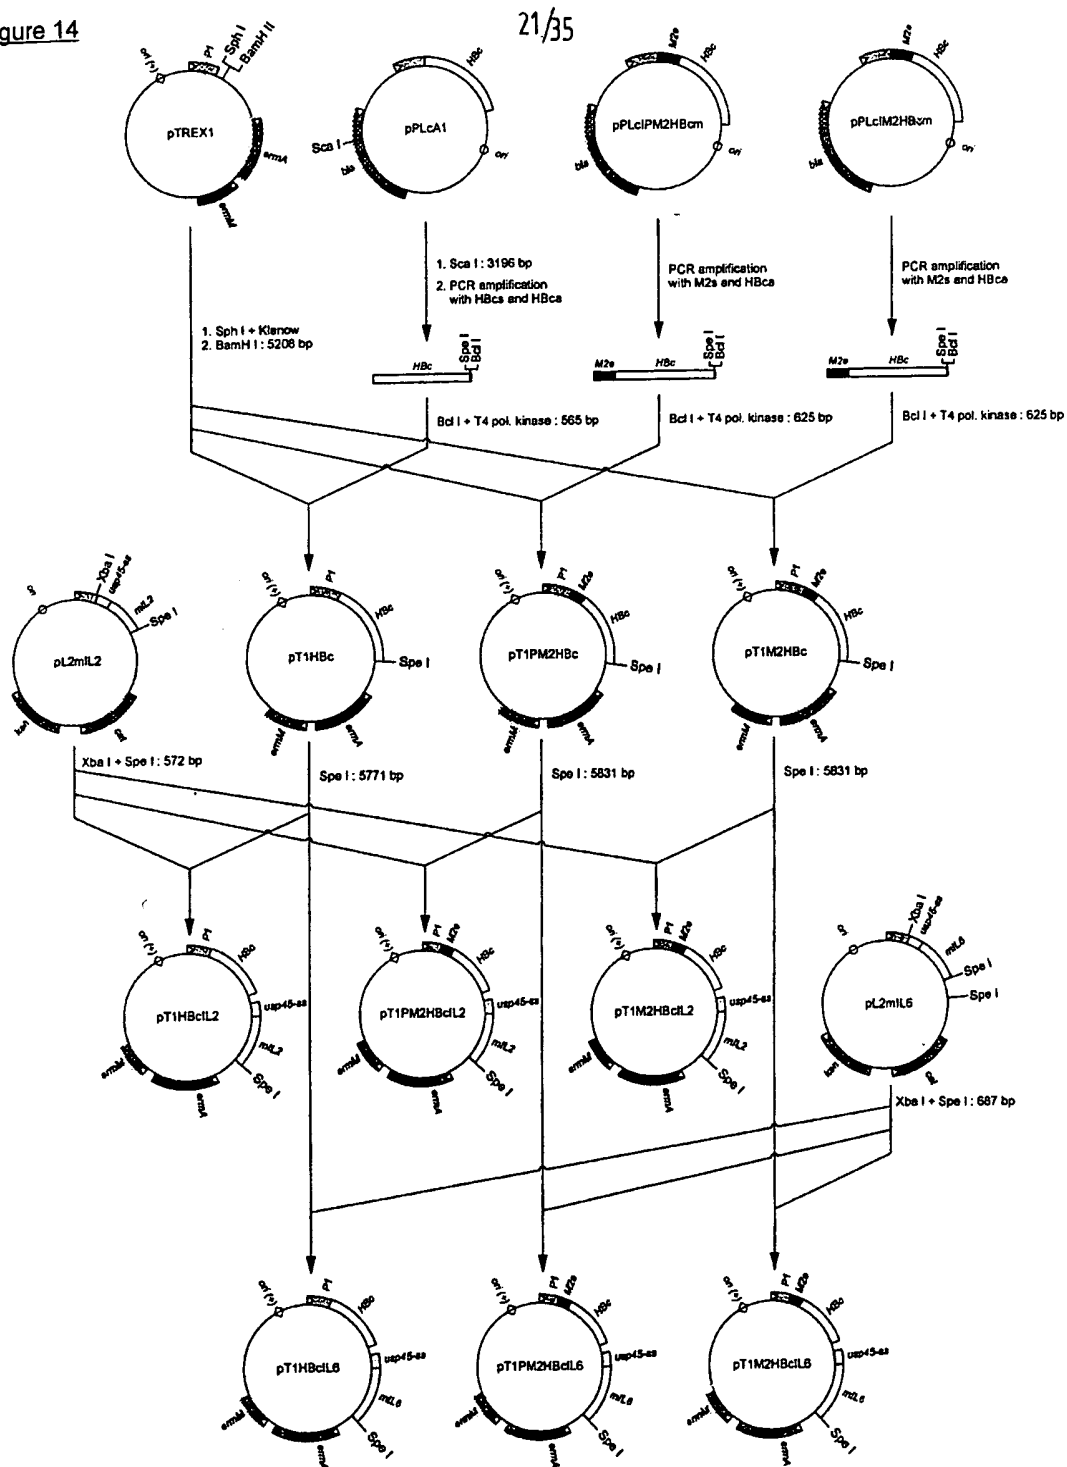 gure 14
21/35
ori (+)
P1
Sph I
BamH II
pTREX1
ermA
ermM
HBc
pPLcA1
Sca I
bla
ori
M2e
HBc
pPLcIPM2HBcm
bla
ori
M2e
HBc
pPLcIM2HBcm
bla
ori
1. Sph I + Klenow
2. BamH I : 5208 bp
1. Sca I : 3196 bp
2. PCR amplification
with HBcs and HBca
PCR amplification
with M2s and HBca
PCR amplification
with M2s and HBca
HBc
Spe I
Bcl I
M2e
HBc
Spe I
Bcl I
M2e
HBc
Spe I
Bcl I
Bcl I + T4 pol. kinase : 565 bp
Bcl I + T4 pol. kinase : 625 bp
Bcl I + T4 pol. kinase : 625 bp
ori
Xba I
usp45-ss
mIL2
Spe I
pL2mIL2
kan
cat
ori (+)
P1
HBc
pT1HBc
Spe I
ermM
ermA
ori (+)
P1
M2e
HBc
pT1PM2HBc
Spe I
ermM
ermA
ori (+)
P1
M2e
HBc
pT1M2HBc
Spe I
ermM
ermA
Xba I + Spe I : 572 bp
Spe I : 5771 bp
Spe I : 5831 bp
Spe I : 5831 bp
ori (+)
P1
HBc
usp45-ss
pT1HBcIL2
mIL2
Spe I
ermM
ermA
ori (+)
P1
M2e
HBc
usp45-ss
pT1PM2HBcIL2
mIL2
Spe I
ermM
ermA
ori (+)
P1
M2e
HBc
usp45-ss
pT1M2HBcIL2
mIL2
Spe I
ermM
ermA
ori
Xba I
usp45-ss
mIL6
Spe I
Spe I
pL2mIL6
kan
cat
Xba I + Spe I : 687 bp
ori (+)
P1
HBc
usp45-ss
pT1HBcIL6
mIL6
Spe I
ermM
ermA
ori (+)
P1
M2e
HBc
usp45-ss
pT1PM2HBcIL6
mIL6
Spe I
ermM
ermA
ori (+)
P1
M2e
HBc
usp45-ss
pT1M2HBcIL6
mIL6
Spe I
ermM
ermA